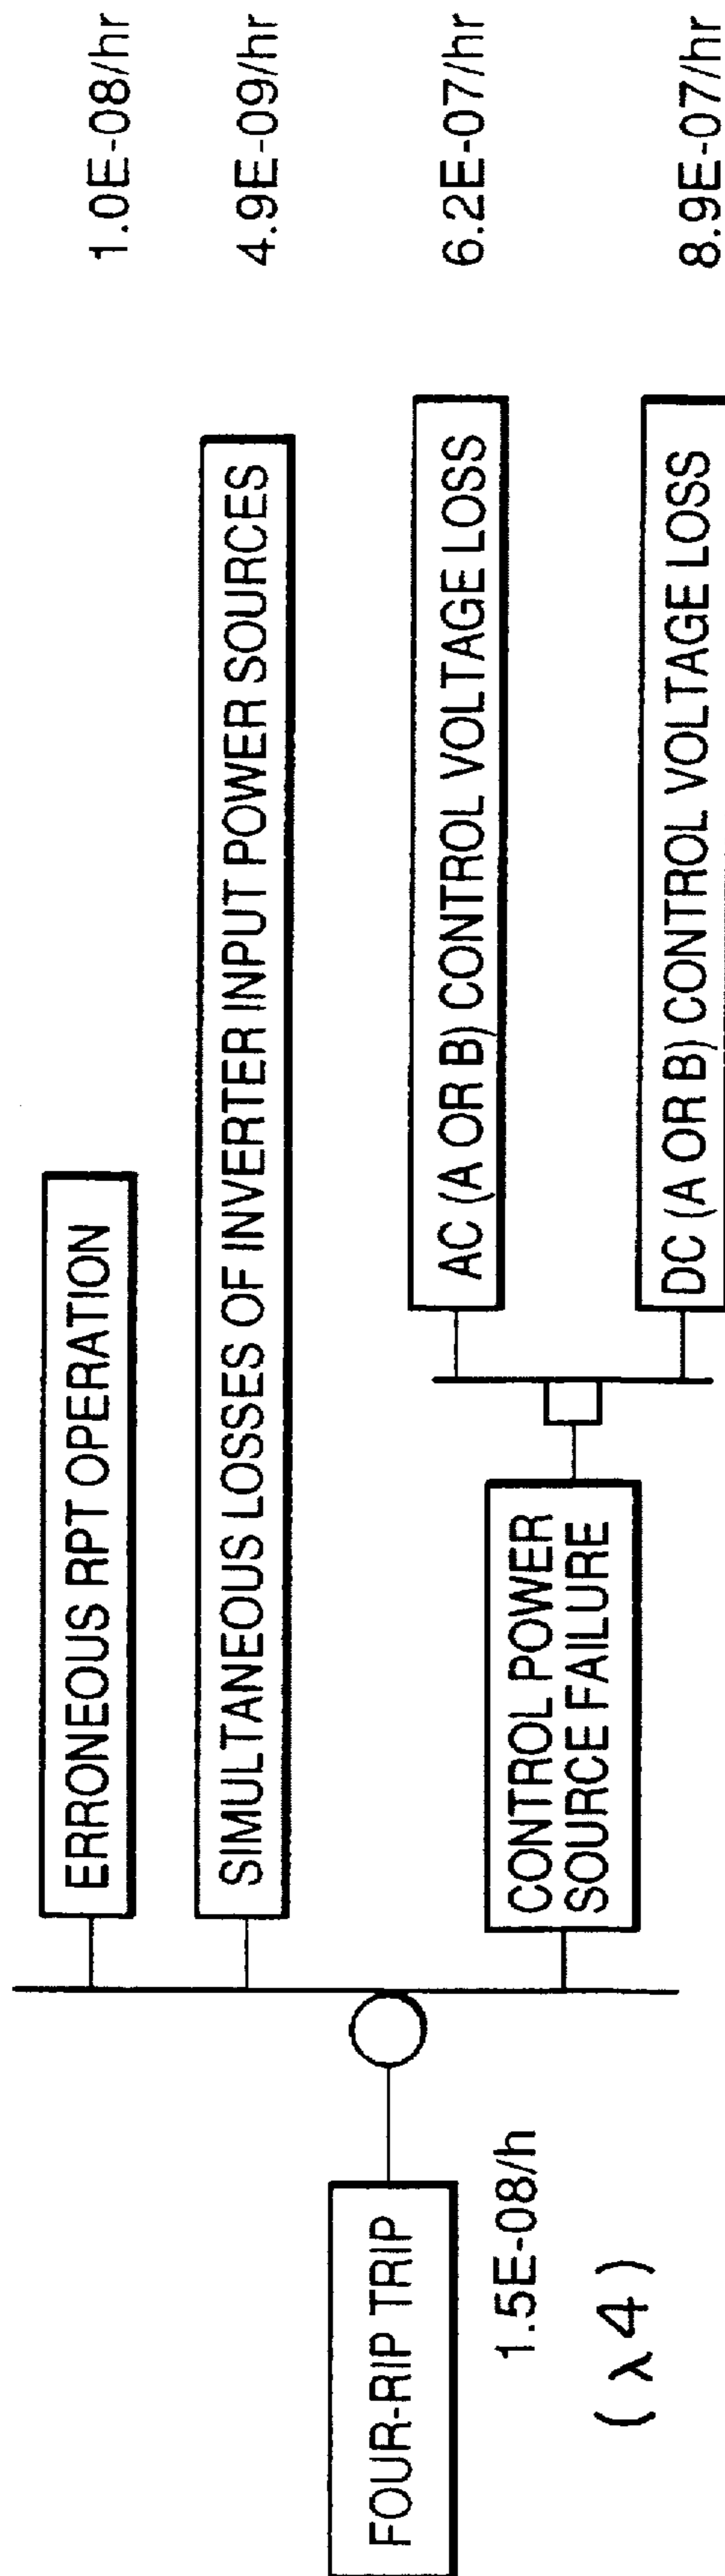 FOUR-RIP TRIP
1.5E-08/h
( λ4 )
ERRONEOUS RPT OPERATION
1.0E-08/hr
SIMULTANEOUS LOSSES OF INVERTER INPUT POWER SOURCES
4.9E-09/hr
CONTROL POWER
SOURCE FAILURE
AC (A OR B) CONTROL VOLTAGE LOSS
6.2E-07/hr
DC (A OR B) CONTROL VOLTAGE LOSS
8.9E-07/hr